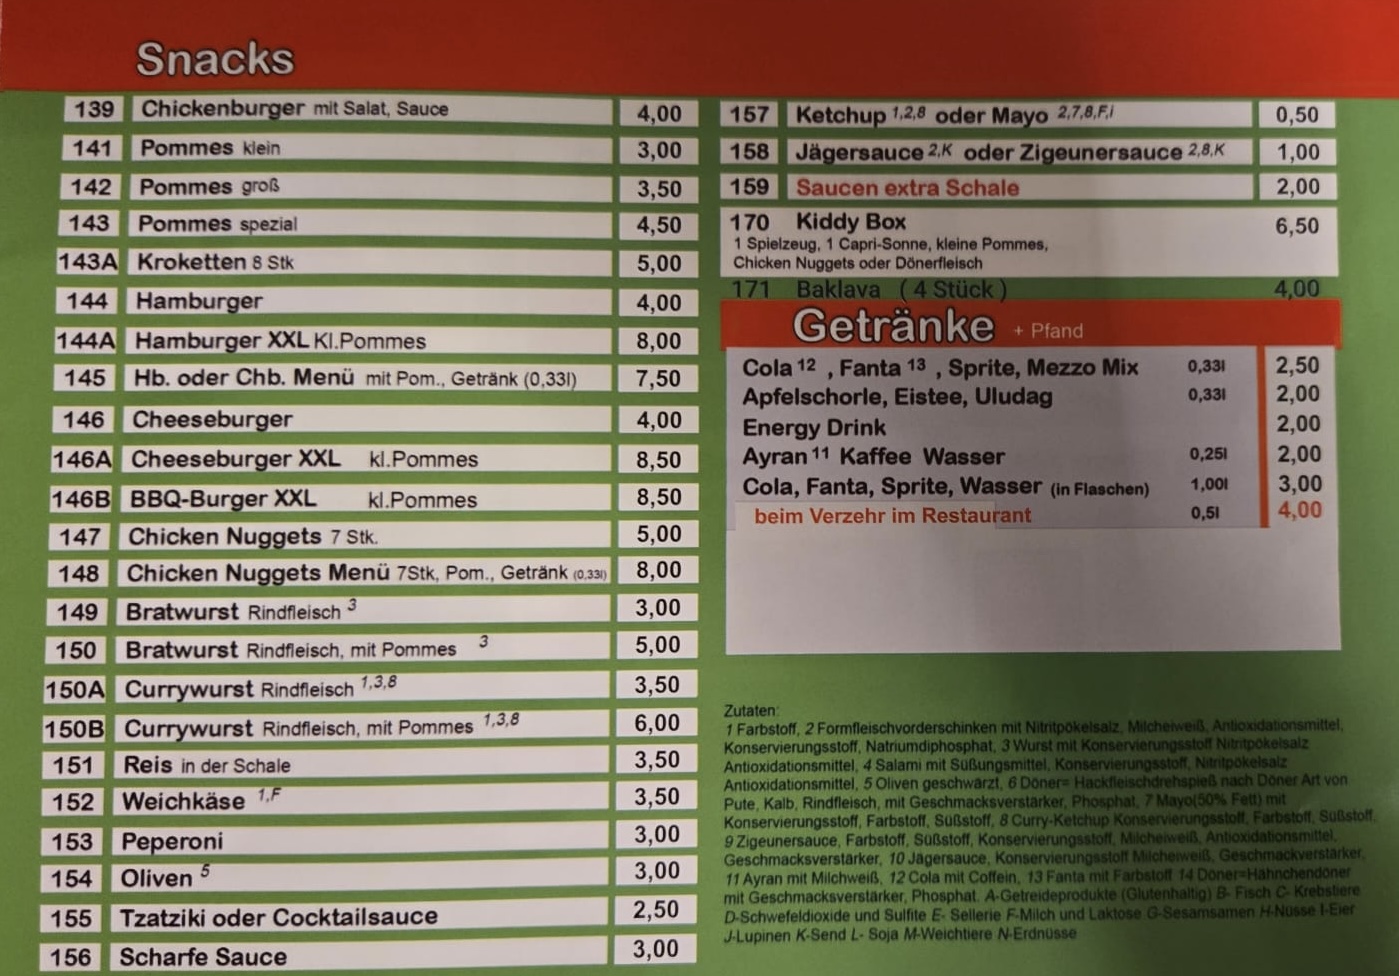 Snacks
139 Chickenburger mit Salat, Sauce 4,00
141 Pommes klein 3,00
142 Pommes groß 3,50
143 Pommes spezial 4,50
143A Kroketten 8 Stk 5,00
144 Hamburger 4,00
144A Hamburger XXL Kl.Pommes 8,00
145 Hb. oder Chb. Menü mit Pom., Getränk (0,33l) 7,50
146 Cheeseburger 4,00
146A Cheeseburger XXL kl.Pommes 8,50
146B BBQ-Burger XXL kl.Pommes 8,50
147 Chicken Nuggets 7 Stk. 5,00
148 Chicken Nuggets Menü 7Stk, Pom., Getränk (0,33l) 8,00
149 Bratwurst Rindfleisch 3 3,00
150 Bratwurst Rindfleisch, mit Pommes 3 5,00
150A Currywurst Rindfleisch 1,3,8 3,50
150B Currywurst Rindfleisch, mit Pommes 1,3,8 6,00
151 Reis in der Schale 3,50
152 Weichkäse 1,F 3,50
153 Peperoni 3,00
154 Oliven 5 3,00
155 Tzatziki oder Cocktailsauce 2,50
156 Scharfe Sauce 3,00
157 Ketchup 1,2,8 oder Mayo 2,7,8,F,i 0,50
158 Jägersauce 2,K oder Zigeunersauce 2,8,K 1,00
159 Saucen extra Schale 2,00
170 Kiddy Box 6,50
1 Spielzeug, 1 Capri-Sonne, kleine Pommes,
Chicken Nuggets oder Dönerfleisch
171 Baklava ( 4 Stück ) 4,00
Getränke + Pfand
Cola 12 , Fanta 13 , Sprite, Mezzo Mix 0,33l 2,50
Apfelschorle, Eistee, Uludag 0,33l 2,00
Energy Drink 2,00
Ayran 11 Kaffee Wasser 0,25l 2,00
Cola, Fanta, Sprite, Wasser (in Flaschen) 1,00l 3,00
beim Verzehr im Restaurant 0,5l 4,00
Zutaten:
1 Farbstoff, 2 Formfleischvorderschinken mit Nitritpökelsalz, Milcheiweiß, Antioxidationsmittel,
Konservierungsstoff, Natriumdiphosphat, 3 Wurst mit Konservierungsstoff Nitritpökelsalz
Antioxidationsmittel, 4 Salami mit Süßungsmittel, Konservierungsstoff, Nitritpökelsalz
Antioxidationsmittel, 5 Oliven geschwärzt, 6 Döner= Hackfleischdrehspieß nach Döner Art von
Pute, Kalb, Rindfleisch, mit Geschmacksverstärker, Phosphat, 7 Mayo(50% Fett) mit
Konservierungsstoff, Farbstoff, Süßstoff, 8 Curry-Ketchup Konservierungsstoff, Farbstoff, Süßstoff,
9 Zigeunersauce, Farbstoff, Süßstoff, Konservierungsstoff, Milcheiweiß, Antioxidationsmittel,
Geschmacksverstärker, 10 Jägersauce, Konservierungsstoff Milcheiweiß, Geschmackverstärker,
11 Ayran mit Milchweiß, 12 Cola mit Coffein, 13 Fanta mit Farbstoff 14 Döner=Hähnchendöner
mit Geschmacksverstärker, Phosphat. A-Getreideprodukte (Glutenhaltig) B- Fisch C- Krebstiere
D-Schwefeldioxide und Sulfite E- Sellerie F-Milch und Laktose G-Sesamsamen H-Nüsse I-Eier
J-Lupinen K-Send L- Soja M-Weichtiere N-Erdnüsse